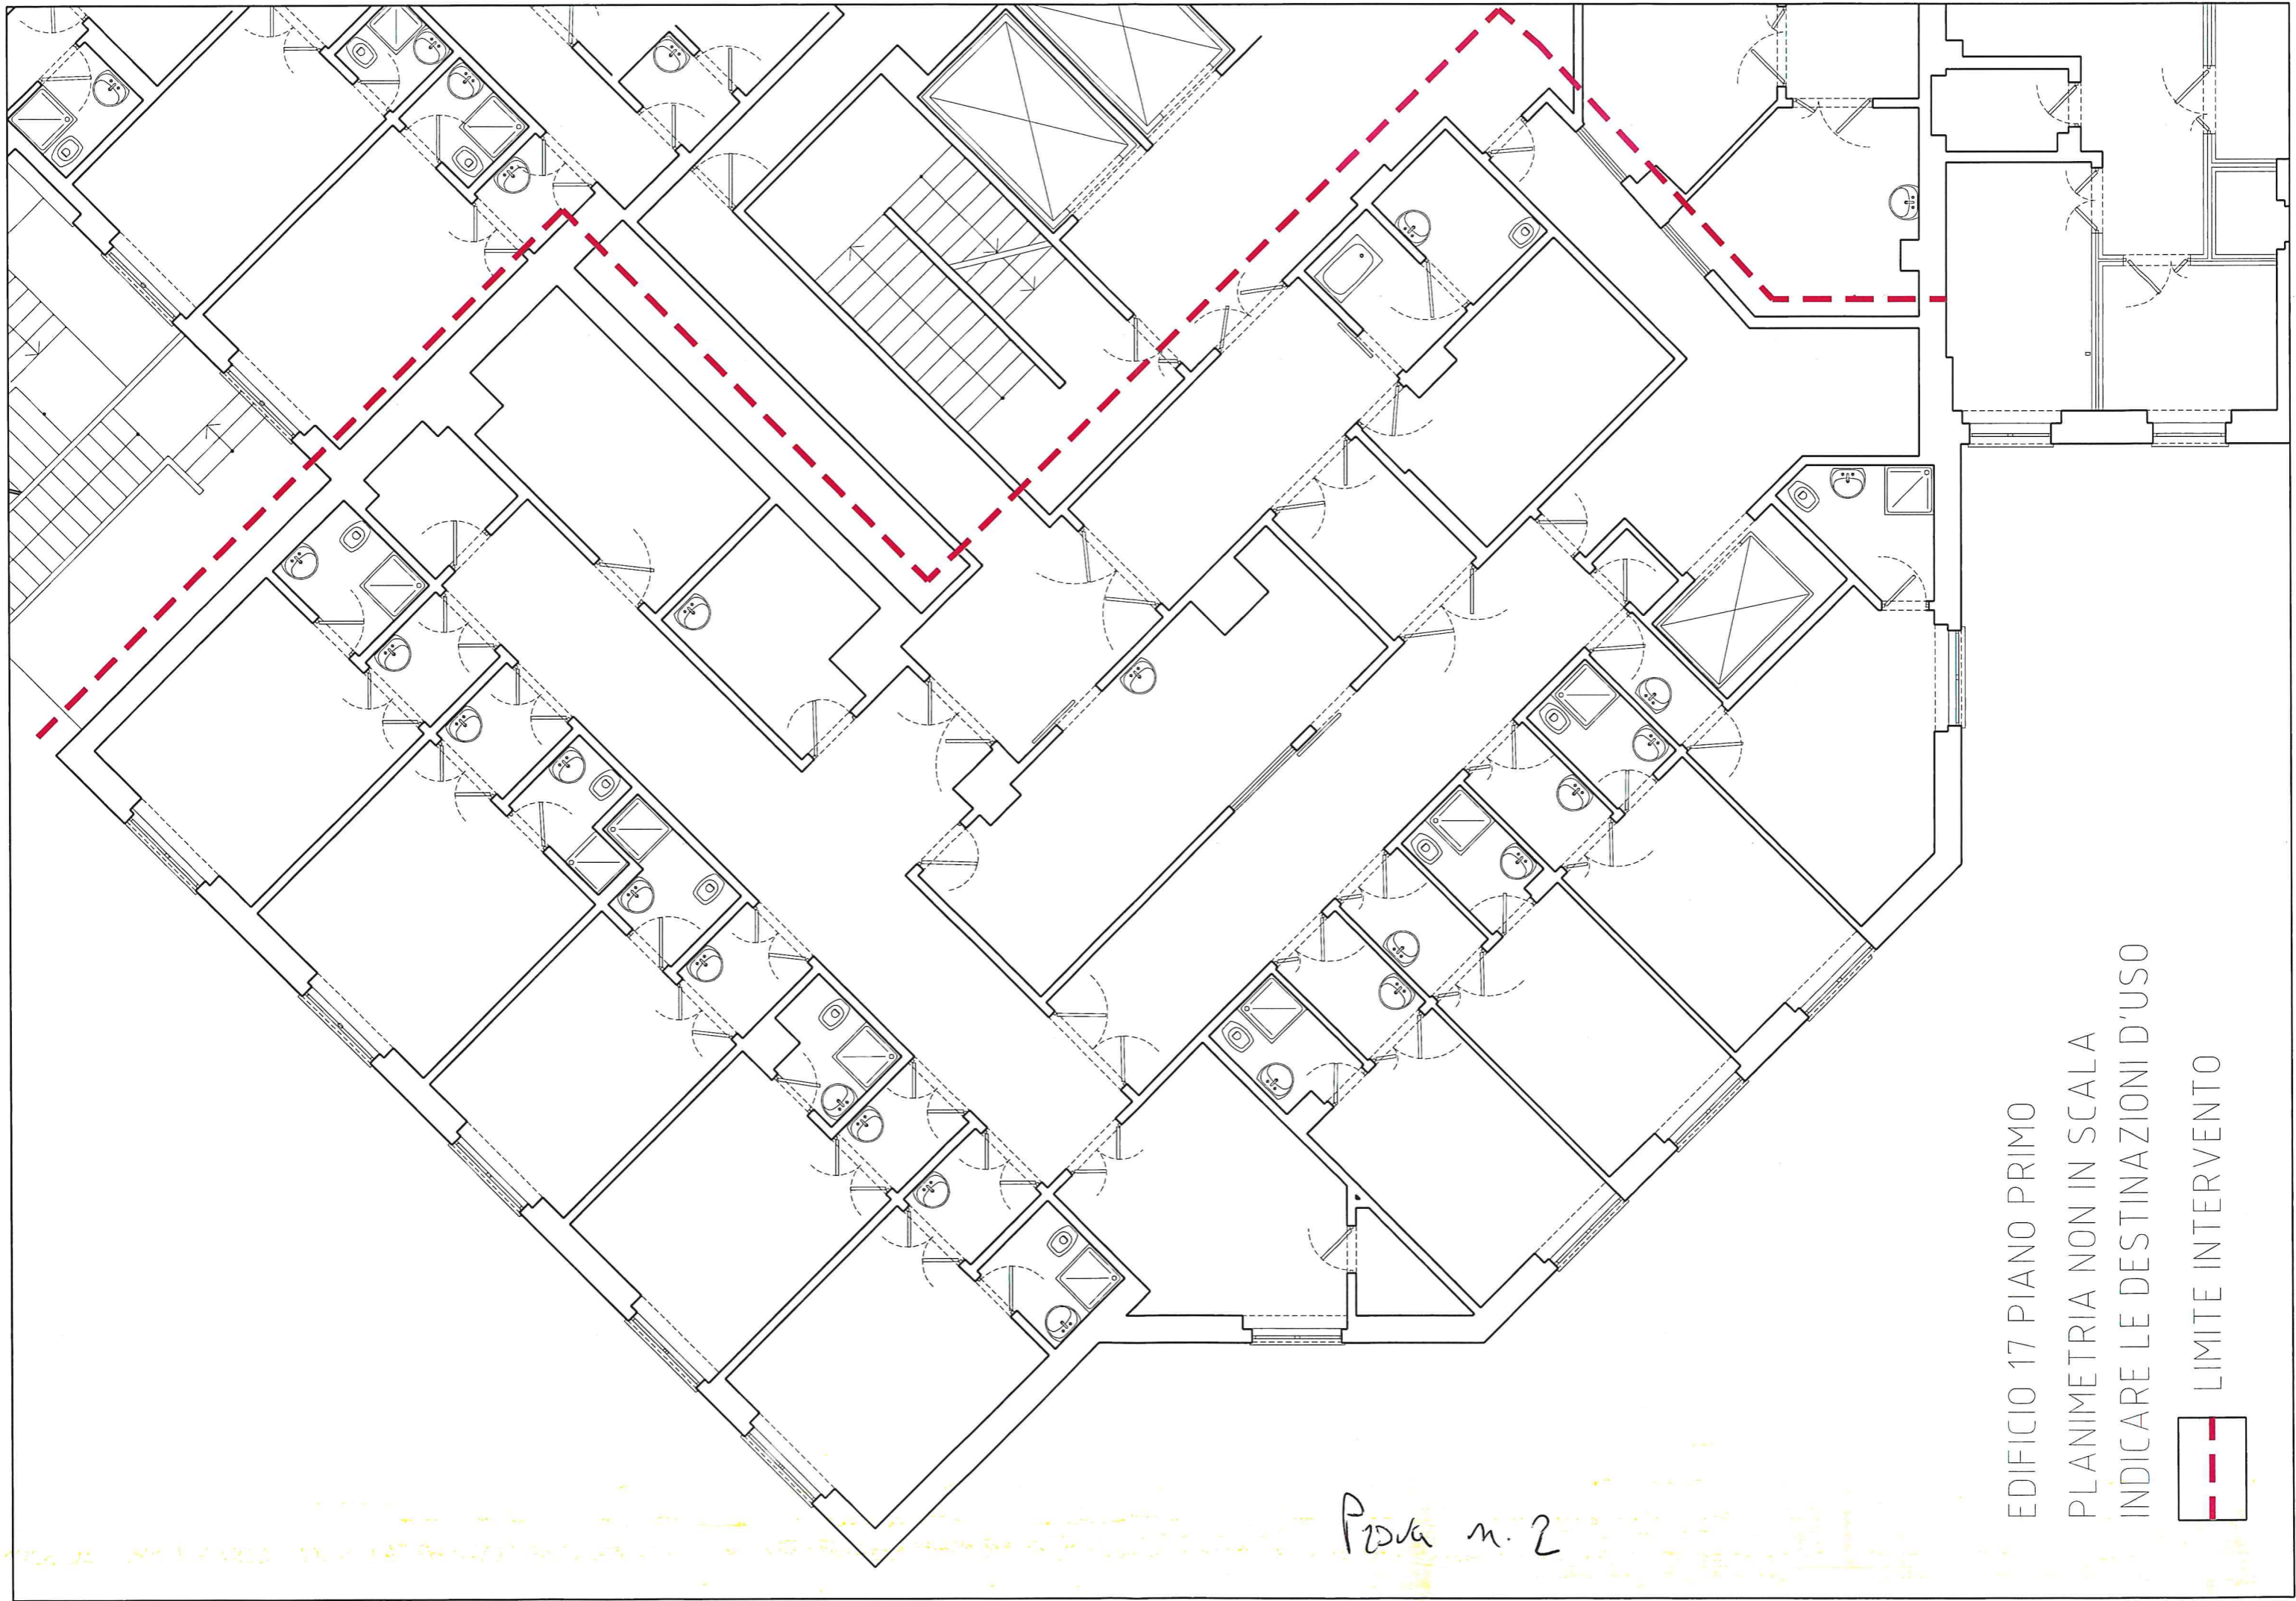 EDIFICIO 17 PIANO PRIMO
PLANIMETRIA NON IN SCALA
INDICARE LE DESTINAZIONI D'USO
LIMITE INTERVENTO
Prova n. 2